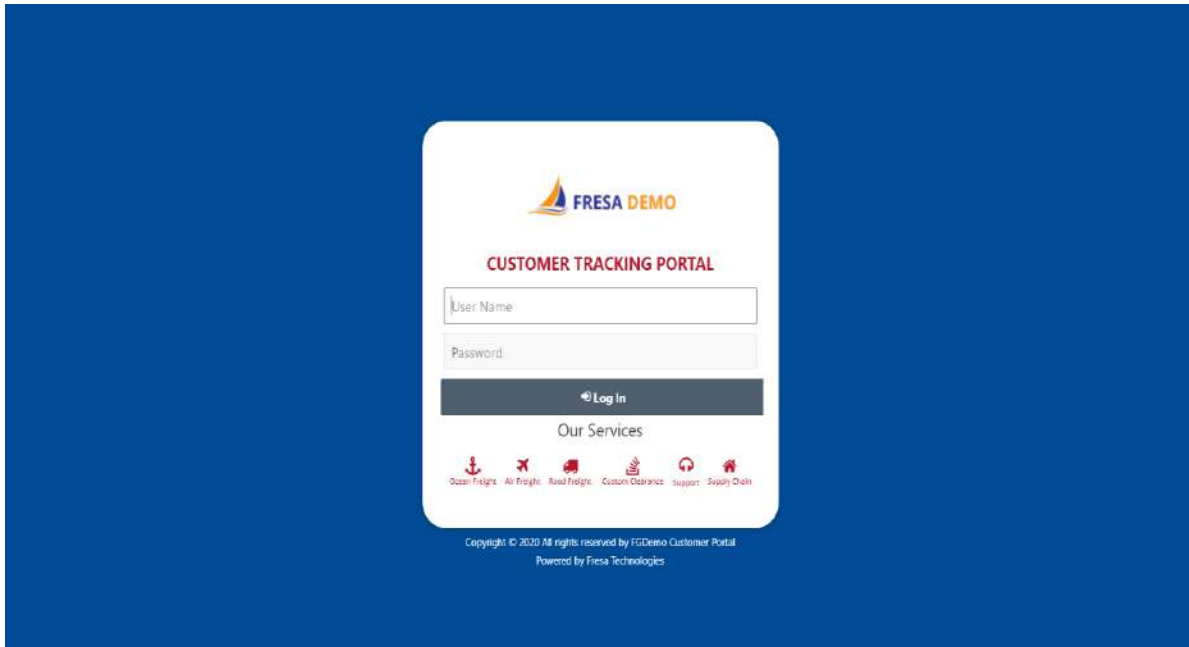 FRESA DEMO
CUSTOMER TRACKING PORTAL
User Name
Password
Log In
Our Services
Ocean Freight Air Freight Road Freight Custom Clearance Support Supply Chain
Copyright © 2020 All rights reserved by FGDemo Customer Portal
Powered by Fresa Technologies